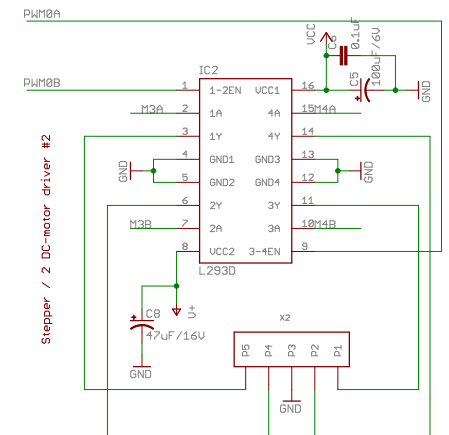 PWM0A
VCC
C6
0.1uF
C5
100uF/6V
GND
PWM0B
IC2
1 1-2EN VCC1 16
M3A 2 1A 4A 15 M4A
3 1Y 4Y 14
GND 4 GND1 GND3 13 GND
5 GND2 GND4 12
6 2Y 3Y 11
M3B 7 2A 3A 10 M4B
8 VCC2 3-4EN 9
L293D
Stepper / 2 DC-motor driver #2
V+
C8
47uF/16V
GND
X2
P5 P4 P3 P2 P1
GND